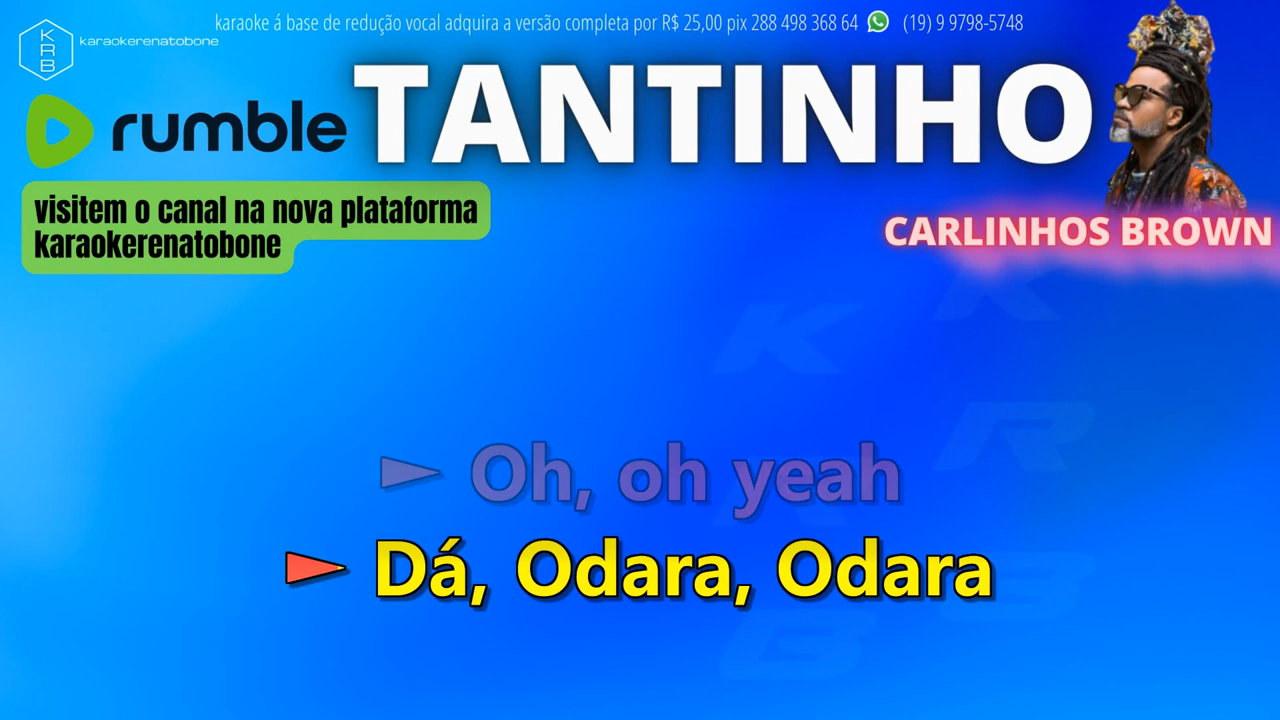 karaoke á base de redução vocal adquira a versão completa por R$ 25,00 pix 288 498 368 64 (19) 9 9798-5748
KRB
karaokerenatobone
rumble
TANTINHO
visitem o canal na nova plataforma
karaokerenatobone
CARLINHOS BROWN
K
K
R
R
B
B
Oh, oh yeah
Dá, Odara, Odara